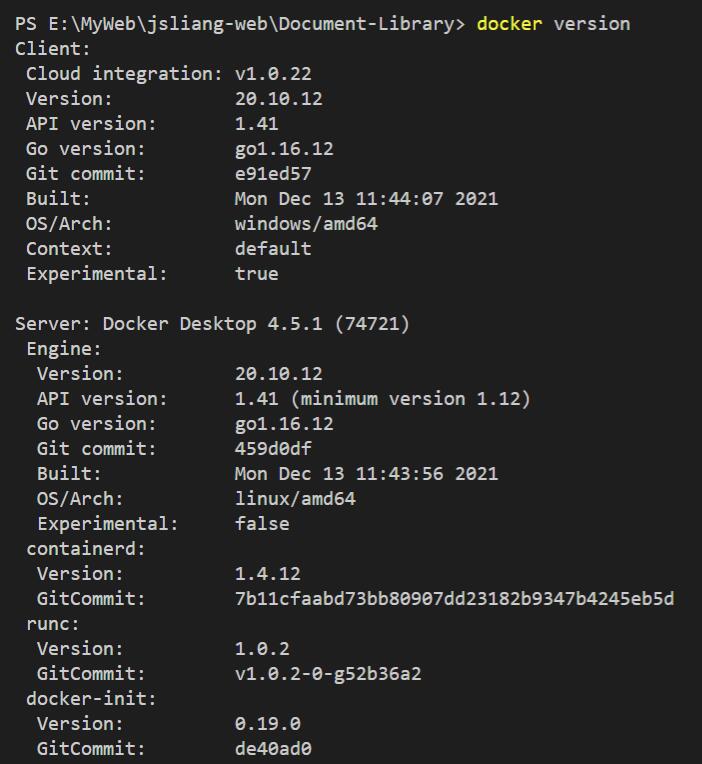 PS E:\MyWeb\jsliang-web\Document-Library> docker version
Client:
 Cloud integration: v1.0.22
 Version:           20.10.12
 API version:       1.41
 Go version:        go1.16.12
 Git commit:        e91ed57
 Built:             Mon Dec 13 11:44:07 2021
 OS/Arch:           windows/amd64
 Context:           default
 Experimental:      true

Server: Docker Desktop 4.5.1 (74721)
 Engine:
  Version:          20.10.12
  API version:      1.41 (minimum version 1.12)
  Go version:       go1.16.12
  Git commit:       459d0df
  Built:            Mon Dec 13 11:43:56 2021
  OS/Arch:          linux/amd64
  Experimental:     false
 containerd:
  Version:          1.4.12
  GitCommit:        7b11cfaabd73bb80907dd23182b9347b4245eb5d
 runc:
  Version:          1.0.2
  GitCommit:        v1.0.2-0-g52b36a2
 docker-init:
  Version:          0.19.0
  GitCommit:        de40ad0